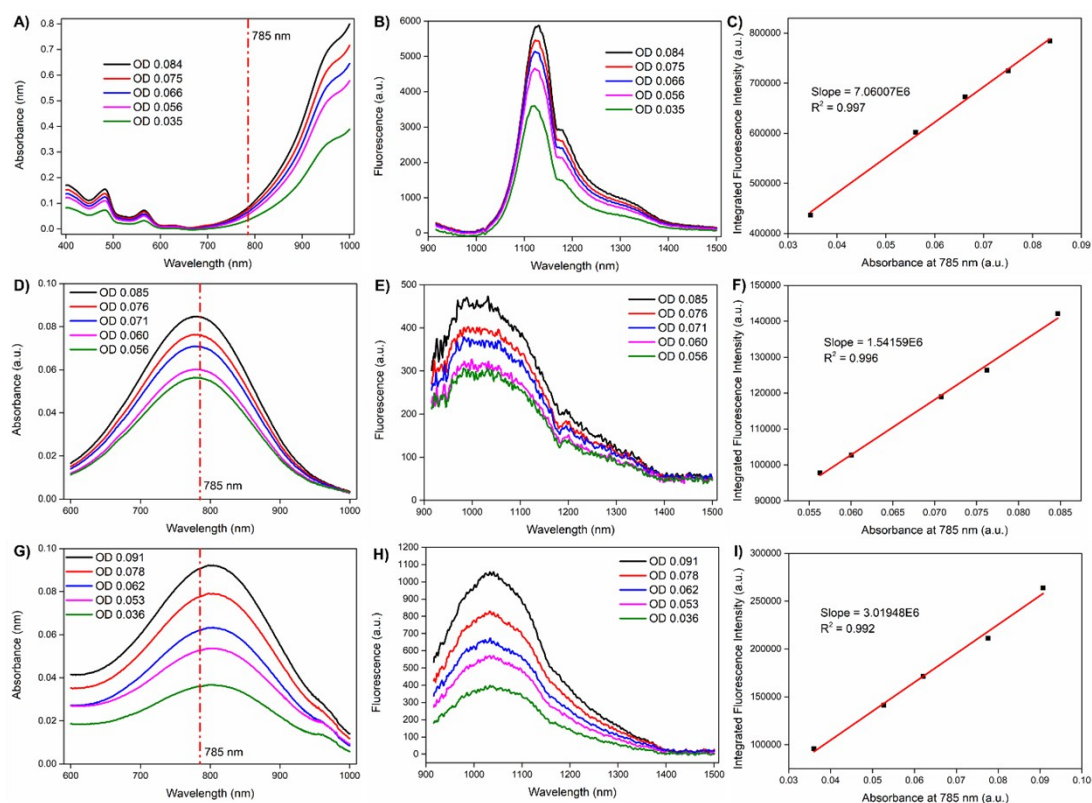 A)
785 nm
OD 0.084
OD 0.075
OD 0.066
OD 0.056
OD 0.035
Absorbance (nm)
0.8
0.7
0.6
0.5
0.4
0.3
0.2
0.1
0.0
400 500 600 700 800 900 1000
Wavelength (nm)
B)
OD 0.084
OD 0.075
OD 0.066
OD 0.056
OD 0.035
Fluorescence (a.u.)
6000
5000
4000
3000
2000
1000
0
900 1000 1100 1200 1300 1400 1500
Wavelength (nm)
C)
Slope = 7.06007E6
R² = 0.997
Integrated Fluorescence Intensity (a.u.)
800000
700000
600000
500000
400000
0.03 0.04 0.05 0.06 0.07 0.08 0.09
Absorbance at 785 nm (a.u.)
D)
OD 0.085
OD 0.076
OD 0.071
OD 0.060
OD 0.056
785 nm
Absorbance (a.u.)
0.10
0.08
0.06
0.04
0.02
0.00
600 700 800 900 1000
Wavelength (nm)
E)
OD 0.085
OD 0.076
OD 0.071
OD 0.060
OD 0.056
Fluorescence (a.u.)
500
400
300
200
100
0
900 1000 1100 1200 1300 1400 1500
Wavelength (nm)
F)
Slope = 1.54159E6
R² = 0.996
Integrated Fluorescence Intensity (a.u.)
150000
140000
130000
120000
110000
100000
90000
0.055 0.060 0.065 0.070 0.075 0.080 0.085
Absorbance at 785 nm (a.u.)
G)
OD 0.091
OD 0.078
OD 0.062
OD 0.053
OD 0.036
785 nm
Absorbance (a.u.)
0.10
0.08
0.06
0.04
0.02
0.00
600 700 800 900 1000
Wavelength (nm)
H)
OD 0.091
OD 0.078
OD 0.062
OD 0.053
OD 0.036
Fluorescence (a.u.)
1200
1100
1000
900
800
700
600
500
400
300
200
100
0
900 1000 1100 1200 1300 1400 1500
Wavelength (nm)
I)
Slope = 3.01948E6
R² = 0.992
Integrated Fluorescence Intensity (a.u.)
300000
250000
200000
150000
100000
0.03 0.04 0.05 0.06 0.07 0.08 0.09 0.10
Absorbance at 785 nm (a.u.)